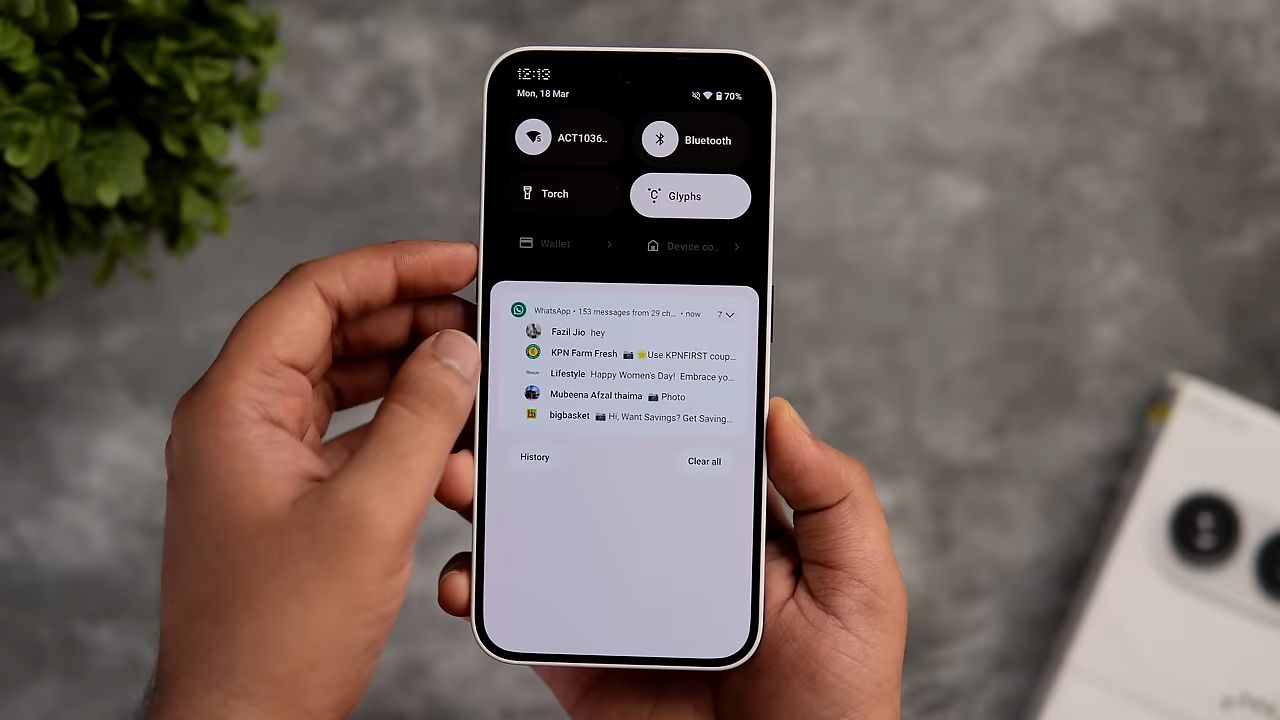 12:12
Mon, 18 Mar
70%
ACT1036..
Bluetooth
Torch
Glyphs
Wallet
Device co..
WhatsApp • 153 messages from 29 ch... • now 7
Fazil Jio hey
KPN Farm Fresh 📷 🌟Use KPNFIRST coup...
Lifestyle Happy Women's Day! Embrace yo...
Mubeena Afzal thaima 📷 Photo
bigbasket 📷 Hi, Want Savings? Get Saving...
History
Clear all